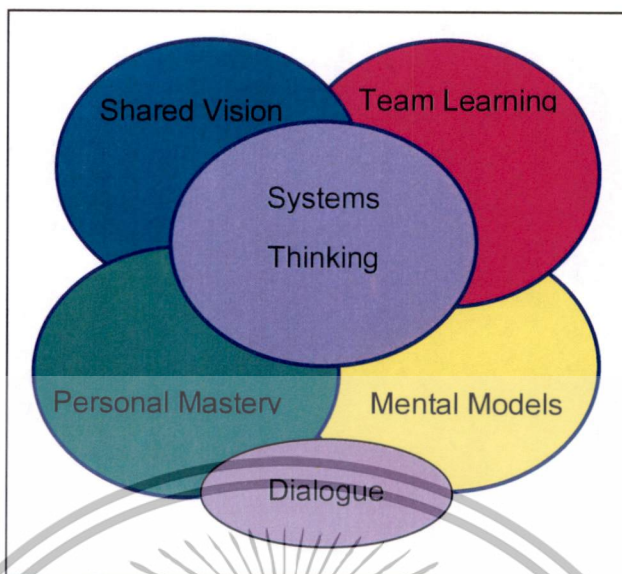 Shared Vision
Team Learning
Systems
Thinking
Personal Mastery
Mental Models
Dialogue